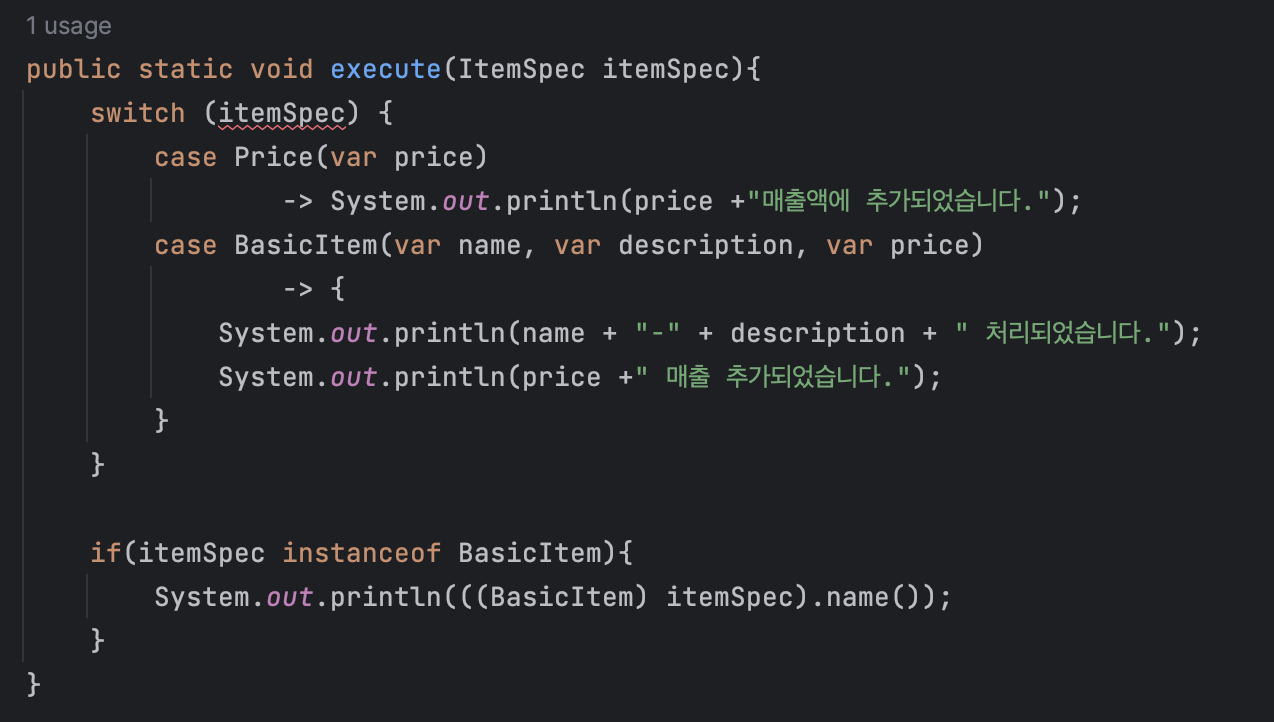 1 usage
public static void execute(ItemSpec itemSpec){
    switch (itemSpec) {
        case Price(var price)
                -> System.out.println(price +"매출액에 추가되었습니다.");
        case BasicItem(var name, var description, var price)
                -> {
            System.out.println(name + "-" + description + " 처리되었습니다.");
            System.out.println(price +" 매출 추가되었습니다.");
        }
    }

    if(itemSpec instanceof BasicItem){
        System.out.println(((BasicItem) itemSpec).name());
    }
}